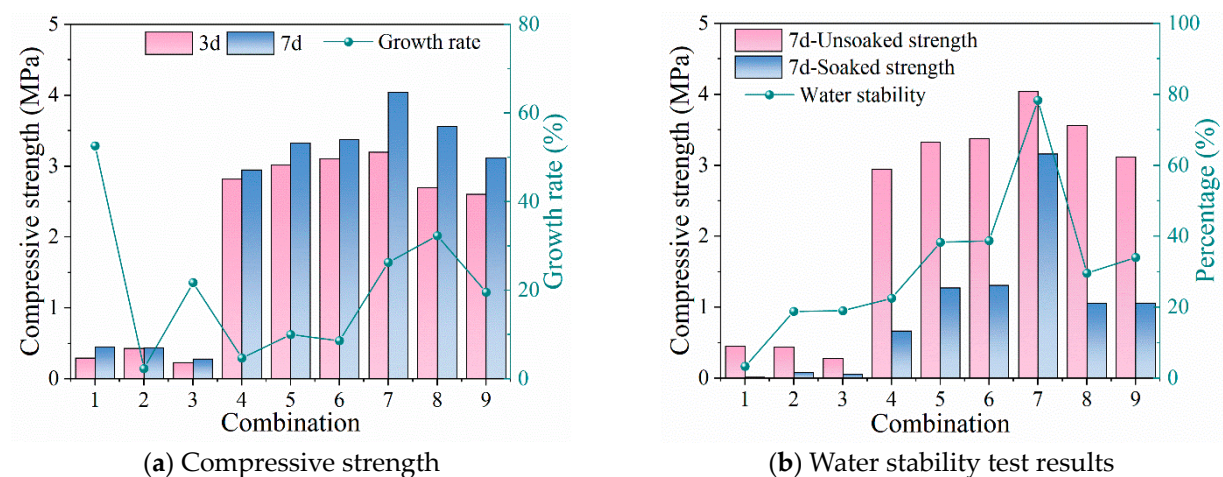 5 80
3d 7d Growth rate
4 60
3
40
2
20
1
0 0
1 2 3 4 5 6 7 8 9
Combination
Compressive strength (MPa)
Growth rate (%)
(a) Compressive strength
5 100
7d-Unsoaked strength
7d-Soaked strength
Water stability
4 80
3 60
2 40
1 20
0 0
1 2 3 4 5 6 7 8 9
Combination
Compressive strength (MPa)
Percentage (%)
(b) Water stability test results